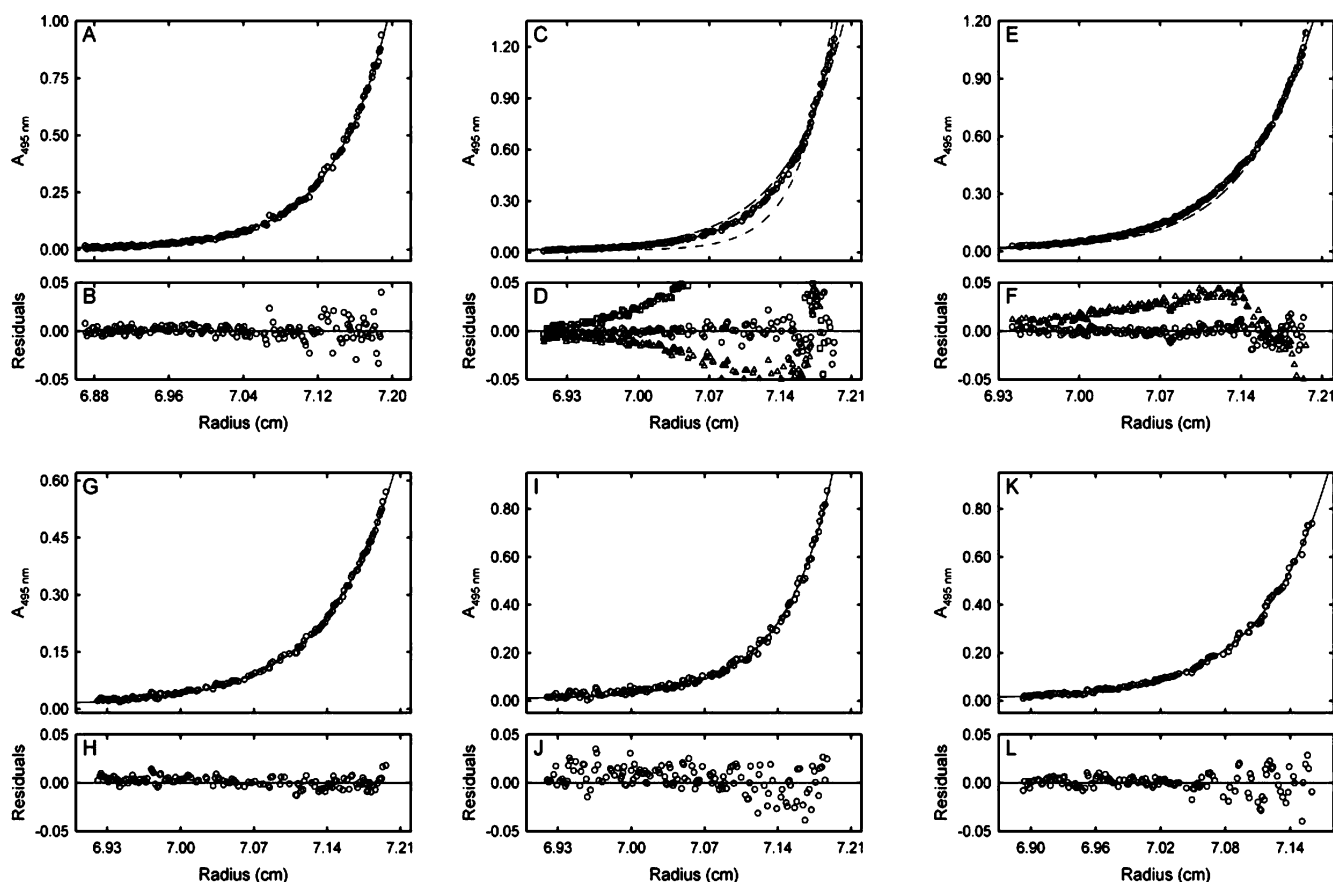 A
1.00
0.75
0.50
0.25
0.00
A495 nm
B
0.05
0.00
-0.05
Residuals
6.88 6.96 7.04 7.12 7.20
Radius (cm)
C
1.20
0.90
0.60
0.30
0.00
A495 nm
D
0.05
0.00
-0.05
Residuals
6.93 7.00 7.07 7.14 7.21
Radius (cm)
E
1.20
0.90
0.60
0.30
0.00
A495 nm
F
0.05
0.00
-0.05
Residuals
6.93 7.00 7.07 7.14 7.21
Radius (cm)
G
0.60
0.45
0.30
0.15
0.00
A495 nm
H
0.05
0.00
-0.05
Residuals
6.93 7.00 7.07 7.14 7.21
Radius (cm)
I
0.80
0.60
0.40
0.20
0.00
A495 nm
J
0.05
0.00
-0.05
Residuals
6.93 7.00 7.07 7.14 7.21
Radius (cm)
K
0.80
0.60
0.40
0.20
0.00
A495 nm
L
0.05
0.00
-0.05
Residuals
6.90 6.96 7.02 7.08 7.14
Radius (cm)